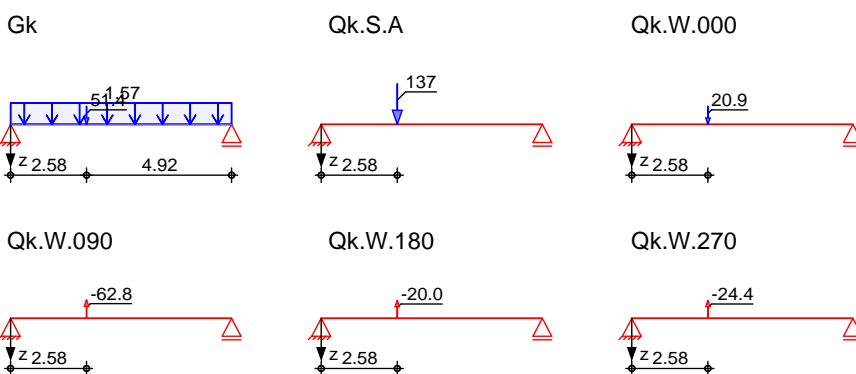 Gk
Qk.S.A
Qk.W.000
1.57
51.4
137
20.9
z 2.58 4.92
z 2.58
z 2.58
Qk.W.090
Qk.W.180
Qk.W.270
-62.8
-20.0
-24.4
z 2.58
z 2.58
z 2.58